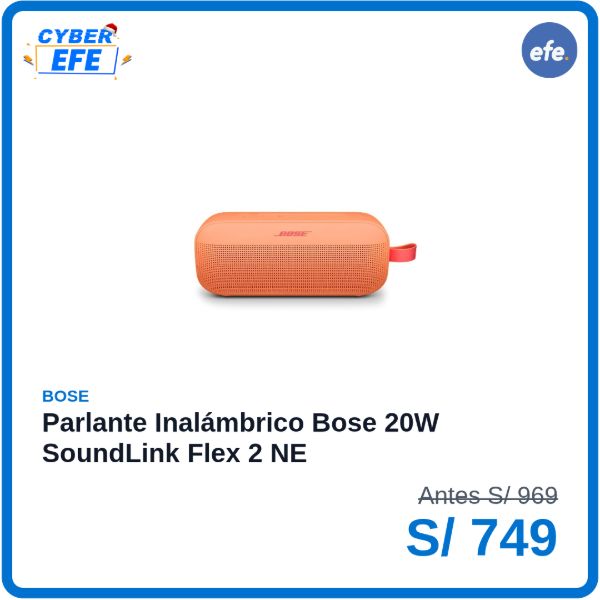 CYBER
EFE
efe.
BOSE
BOSE
Parlante Inalámbrico Bose 20W
SoundLink Flex 2 NE
Antes S/ 969
S/ 749